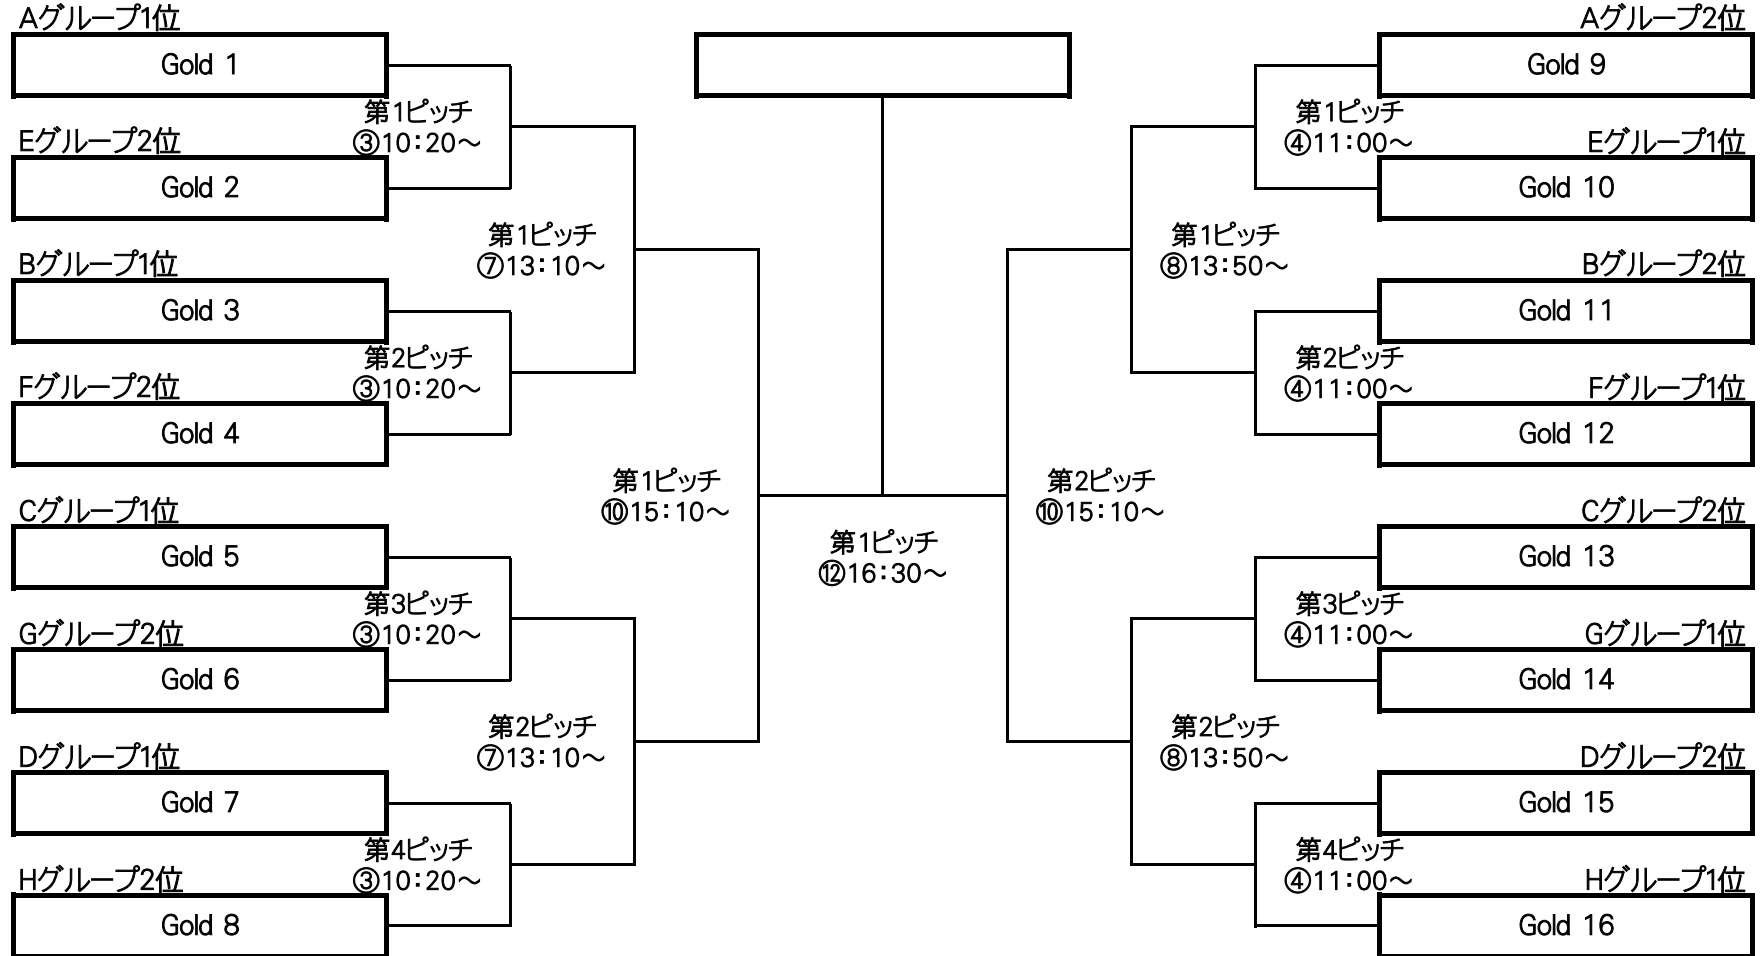 Aグループ1位
Gold 1
第1ピッチ
③10:20～
Eグループ2位
Gold 2
第1ピッチ
⑦13:10～
Bグループ1位
Gold 3
第2ピッチ
③10:20～
Fグループ2位
Gold 4
第1ピッチ
⑩15:10～
Cグループ1位
Gold 5
第3ピッチ
③10:20～
Gグループ2位
Gold 6
第2ピッチ
⑦13:10～
Dグループ1位
Gold 7
第4ピッチ
③10:20～
Hグループ2位
Gold 8
第1ピッチ
⑫16:30～
Aグループ2位
Gold 9
第1ピッチ
④11:00～
Eグループ1位
Gold 10
第1ピッチ
⑧13:50～
Bグループ2位
Gold 11
第2ピッチ
④11:00～
Fグループ1位
Gold 12
第2ピッチ
⑩15:10～
Cグループ2位
Gold 13
第3ピッチ
④11:00～
Gグループ1位
Gold 14
第2ピッチ
⑧13:50～
Dグループ2位
Gold 15
第4ピッチ
④11:00～
Hグループ1位
Gold 16